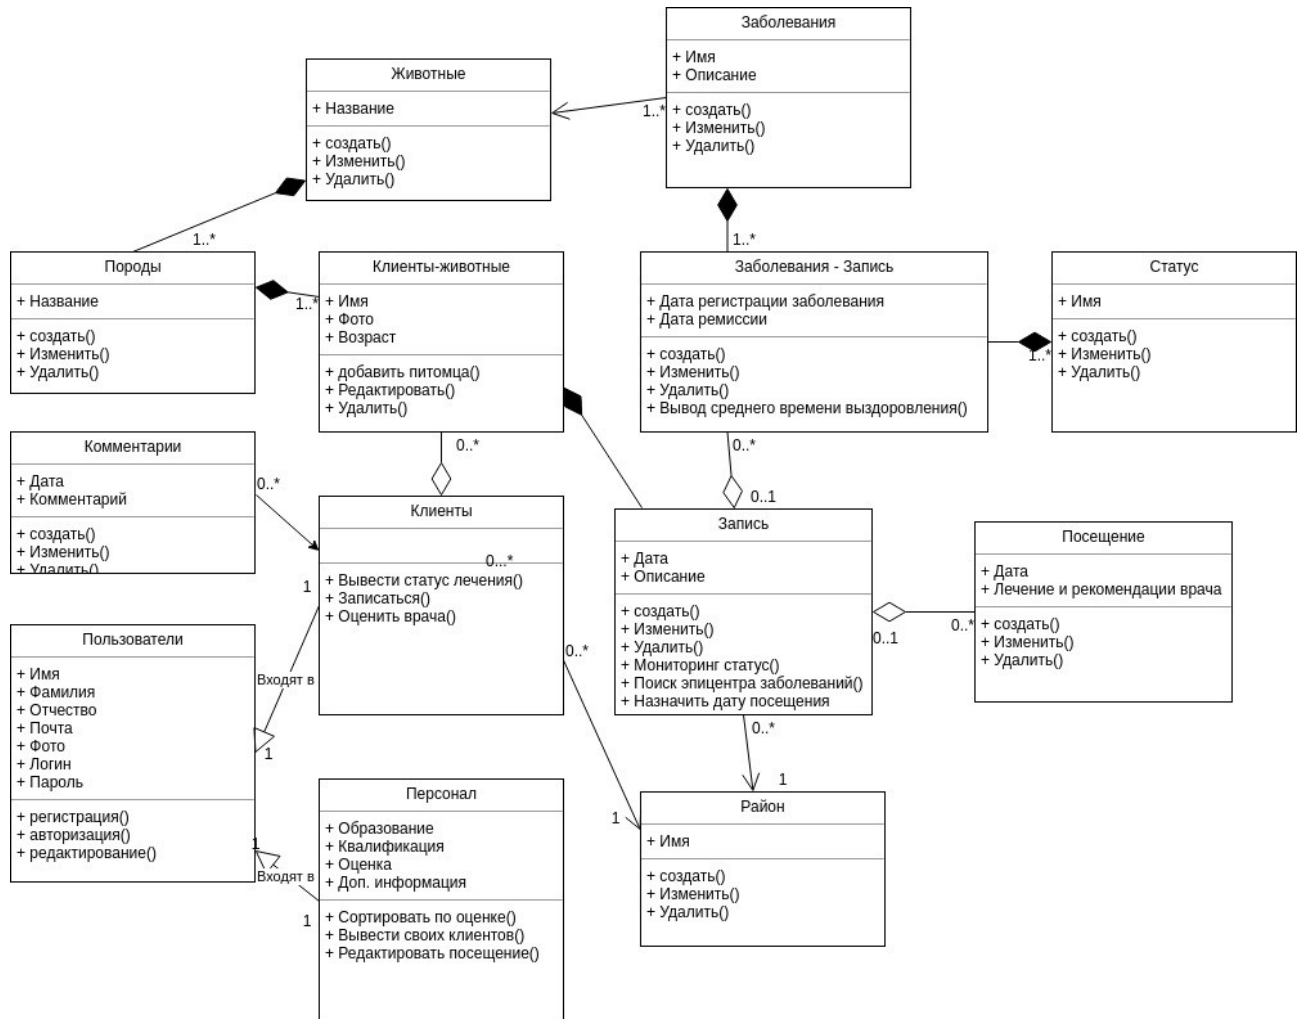 Заболевания
+ Имя
+ Описание
+ создать()
+ Изменить()
+ Удалить()
1..*
Животные
+ Название
+ создать()
+ Изменить()
+ Удалить()
1..*
1..*
Породы
+ Название
+ создать()
+ Изменить()
+ Удалить()
1..*
Клиенты-животные
+ Имя
+ Фото
+ Возраст
+ добавить питомца()
+ Редактировать()
+ Удалить()
0..*
Заболевания - Запись
+ Дата регистрации заболевания
+ Дата ремиссии
+ создать()
+ Изменить()
+ Удалить()
+ Вывод среднего времени выздоровления()
0..*
0..1
Статус
+ Имя
+ создать()
1..*
+ Изменить()
+ Удалить()
Комментарии
+ Дата
+ Комментарий
+ создать()
+ Изменить()
+ Удалить()
0..*
Клиенты
0...*
+ Вывести статус лечения()
+ Записаться()
+ Оценить врача()
1
Входят в
1
0..*
1
Запись
+ Дата
+ Описание
+ создать()
+ Изменить()
+ Удалить()
+ Мониторинг статус()
+ Поиск эпицентра заболеваний()
+ Назначить дату посещения
0..1
0..*
0..*
1
Посещение
+ Дата
+ Лечение и рекомендации врача
+ создать()
+ Изменить()
+ Удалить()
Пользователи
+ Имя
+ Фамилия
+ Отчество
+ Почта
+ Фото
+ Логин
+ Пароль
+ регистрация()
+ авторизация()
+ редактирование()
1
Входят в
1
Персонал
+ Образование
+ Квалификация
+ Оценка
+ Доп. информация
+ Сортировать по оценке()
+ Вывести своих клиентов()
+ Редактировать посещение()
Район
+ Имя
+ создать()
+ Изменить()
+ Удалить()